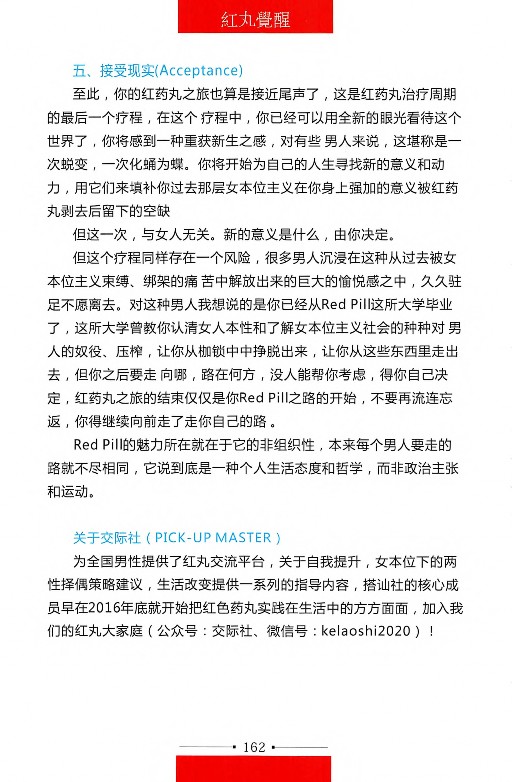 紅丸覺醒
五、接受现实(Acceptance)
至此，你的红药丸之旅也算是接近尾声了，这是红药丸治疗周期
的最后一个疗程，在这个 疗程中，你已经可以用全新的眼光看待这个
世界了，你将感到一种重获新生之感，对有些 男人来说，这堪称是一
次蜕变，一次化蛹为蝶。你将开始为自己的人生寻找新的意义和动
力，用它们来填补你过去那层女本位主义在你身上强加的意义被红药
丸剥去后留下的空缺
但这一次，与女人无关。新的意义是什么，由你决定。
但这个疗程同样存在一个风险，很多男人沉浸在这种从过去被女
本位主义束缚、绑架的痛 苦中解放出来的巨大的愉悦感之中，久久驻
足不愿离去。对这种男人我想说的是你已经从Red Pill这所大学毕业
了，这所大学曾教你认清女人本性和了解女本位主义社会的种种对 男
人的奴役、压榨，让你从枷锁中中挣脱出来，让你从这些东西里走出
去，但你之后要走 向哪，路在何方，没人能帮你考虑，得你自己决
定，红药丸之旅的结束仅仅是你Red Pill之路的开始，不要再流连忘
返，你得继续向前走了走你自己的路 。
Red Pill的魅力所在就在于它的非组织性，本来每个男人要走的
路就不尽相同，它说到底是一种个人生活态度和哲学，而非政治主张
和运动。
关于交际社（PICK-UP MASTER）
为全国男性提供了红丸交流平台，关于自我提升，女本位下的两
性择偶策略建议，生活改变提供一系列的指导内容，搭讪社的核心成
员早在2016年底就开始把红色药丸实践在生活中的方方面面，加入我
们的红丸大家庭（公众号：交际社、微信号：kelaoshi2020）！
162